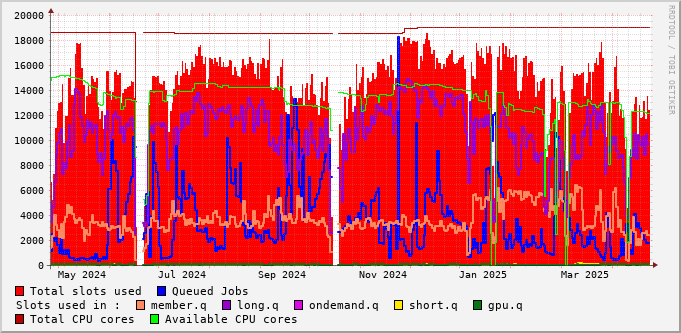 RRDTOOL / TOBI OETIKER
20000
18000
16000
14000
12000
10000
8000
6000
4000
2000
0
May 2024 Jul 2024 Sep 2024 Nov 2024 Jan 2025 Mar 2025
Total slots used Queued Jobs
Slots used in : member.q long.q ondemand.q short.q gpu.q
Total CPU cores Available CPU cores